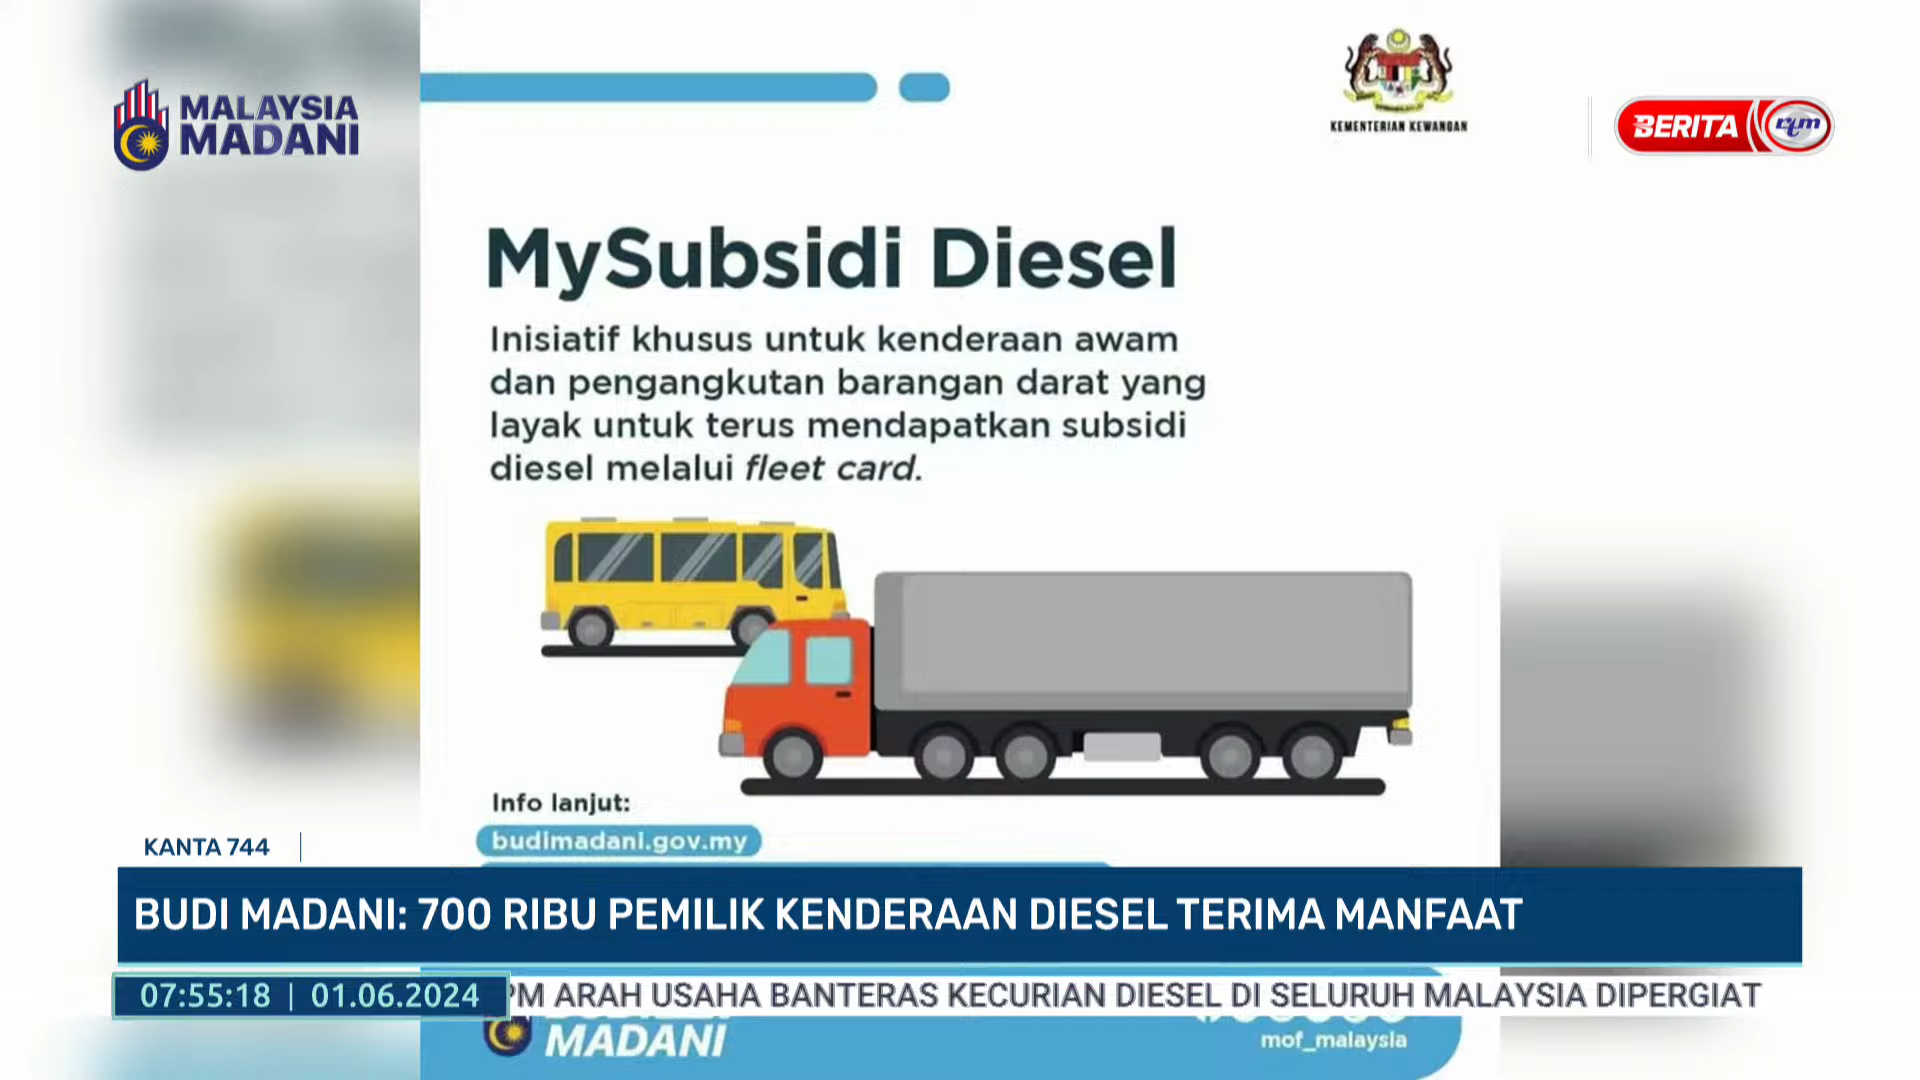 MALAYSIA
MADANI
KEMENTERIAN KEWANGAN
BERITA rtm
MySubsidi Diesel
Inisiatif khusus untuk kenderaan awam
dan pengangkutan barangan darat yang
layak untuk terus mendapatkan subsidi
diesel melalui fleet card.
Info lanjut:
budimadani.gov.my
KANTA 744
BUDI MADANI: 700 RIBU PEMILIK KENDERAAN DIESEL TERIMA MANFAAT
07:55:18 | 01.06.2024
PM ARAH USAHA BANTERAS KECURIAN DIESEL DI SELURUH MALAYSIA DIPERGIAT
MADANI
mof_malaysia